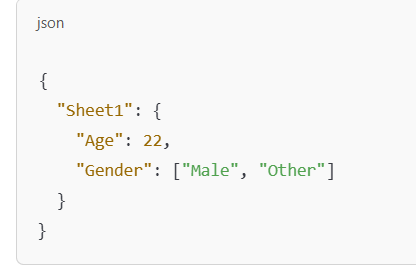 json
{
  "Sheet1": {
    "Age": 22,
    "Gender": ["Male", "Other"]
  }
}